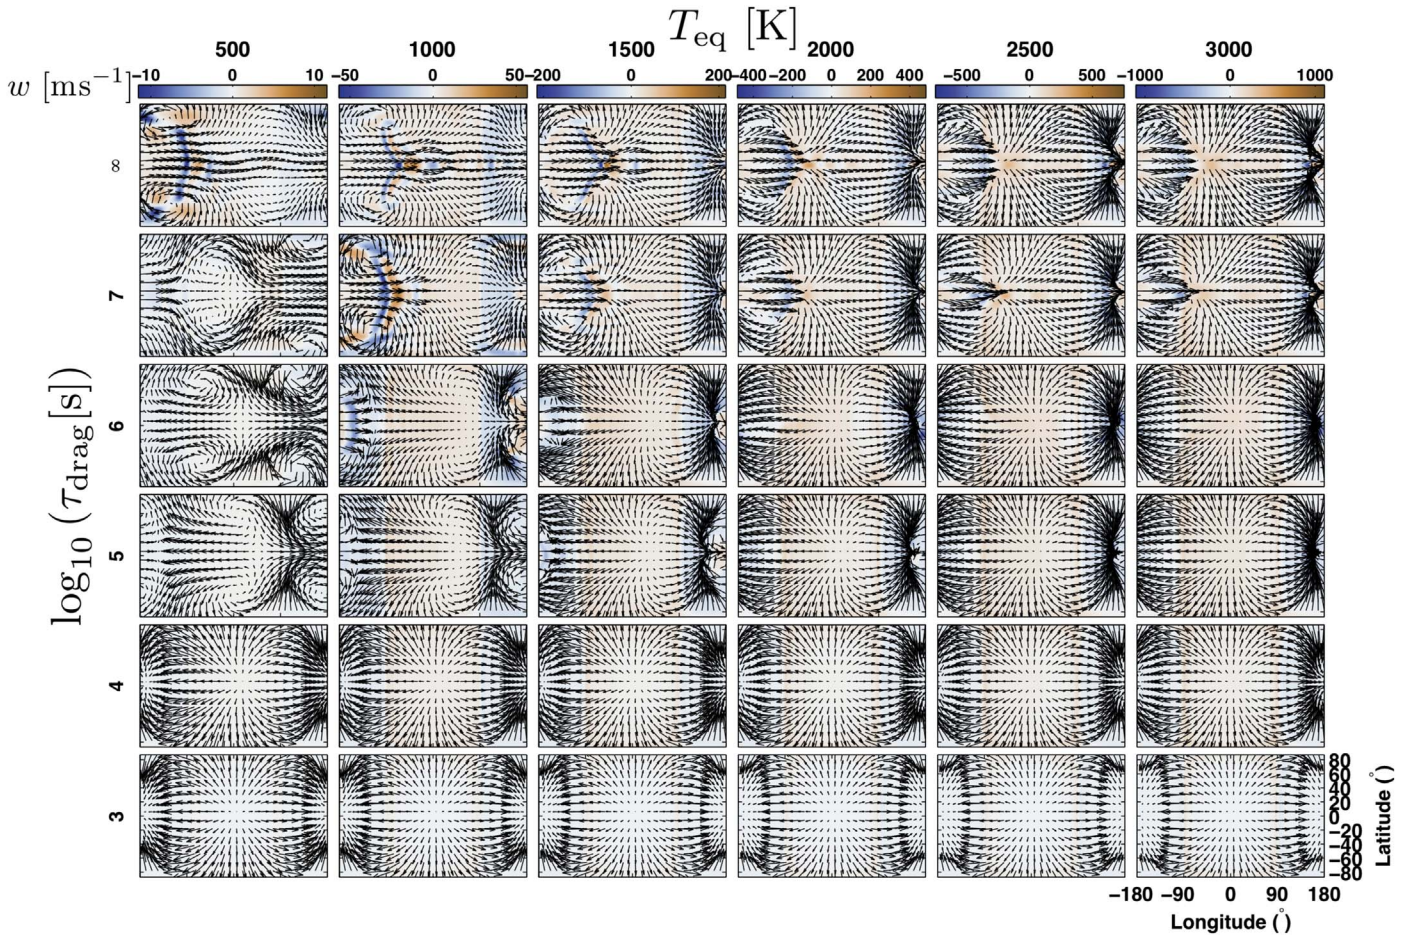 T_eq [K]
500 1000 1500 2000 2500 3000
w [ms⁻¹] −10 0 10 −50 0 50 −200 0 200 −400 −200 0 200 400 −500 0 500 −1000 0 1000
8
7
6
log₁₀ (τ_drag[s])
5
4
3
80
60
40
20
0
−20
−40
−60
−80
Latitude (°)
−180 −90 0 90 180
Longitude (°)